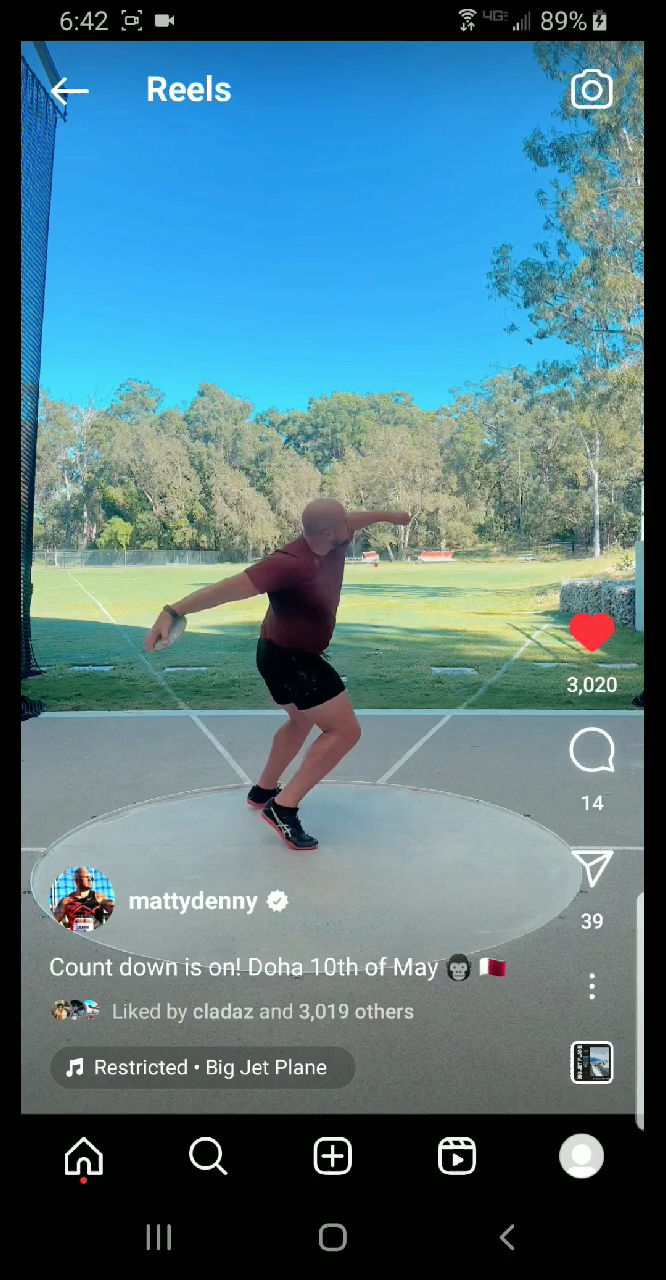 6:42
4GE 89%
Reels
3,020
14
mattydenny
39
Count down is on! Doha 10th of May 🦍 🇶🇦
Liked by cladaz and 3,019 others
Restricted • Big Jet Plane